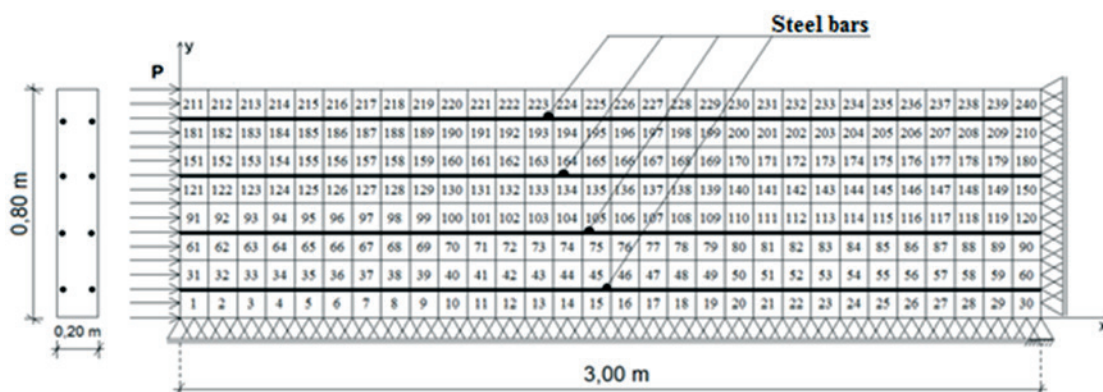 Steel bars
y
P
211 212 213 214 215 216 217 218 219 220 221 222 223 224 225 226 227 228 229 230 231 232 233 234 235 236 237 238 239 240
181 182 183 184 185 186 187 188 189 190 191 192 193 194 195 196 197 198 199 200 201 202 203 204 205 206 207 208 209 210
151 152 153 154 155 156 157 158 159 160 161 162 163 164 165 166 167 168 169 170 171 172 173 174 175 176 177 178 179 180
121 122 123 124 125 126 127 128 129 130 131 132 133 134 135 136 137 138 139 140 141 142 143 144 145 146 147 148 149 150
91 92 93 94 95 96 97 98 99 100 101 102 103 104 105 106 107 108 109 110 111 112 113 114 115 116 117 118 119 120
61 62 63 64 65 66 67 68 69 70 71 72 73 74 75 76 77 78 79 80 81 82 83 84 85 86 87 88 89 90
31 32 33 34 35 36 37 38 39 40 41 42 43 44 45 46 47 48 49 50 51 52 53 54 55 56 57 58 59 60
1 2 3 4 5 6 7 8 9 10 11 12 13 14 15 16 17 18 19 20 21 22 23 24 25 26 27 28 29 30
0,80 m
0,20 m
x
3,00 m